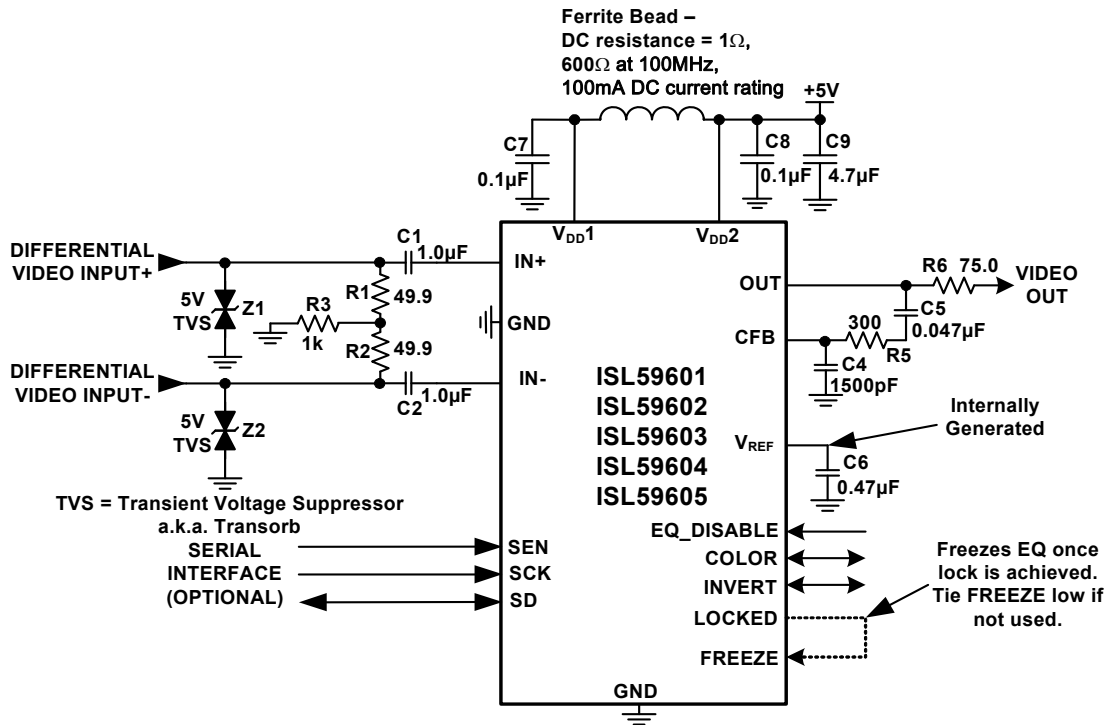 Ferrite Bead –
DC resistance = 1Ω,
600Ω at 100MHz,
100mA DC current rating
+5V
C7
0.1µF
C8
0.1µF
C9
4.7µF
VDD1
VDD2
DIFFERENTIAL
VIDEO INPUT+
C1
1.0µF
IN+
5V
TVS
Z1
R1
49.9
R3
1k
GND
R2
49.9
DIFFERENTIAL
VIDEO INPUT-
C2
1.0µF
IN-
5V
TVS
Z2
OUT
R6
75.0
VIDEO
OUT
C5
0.047µF
CFB
300
R5
C4
1500pF
ISL59601
ISL59602
ISL59603
ISL59604
ISL59605
VREF
Internally
Generated
C6
0.47µF
TVS = Transient Voltage Suppressor
a.k.a. Transorb
SERIAL
INTERFACE
(OPTIONAL)
SEN
SCK
SD
EQ_DISABLE
COLOR
INVERT
LOCKED
FREEZE
Freezes EQ once
lock is achieved.
Tie FREEZE low if
not used.
GND